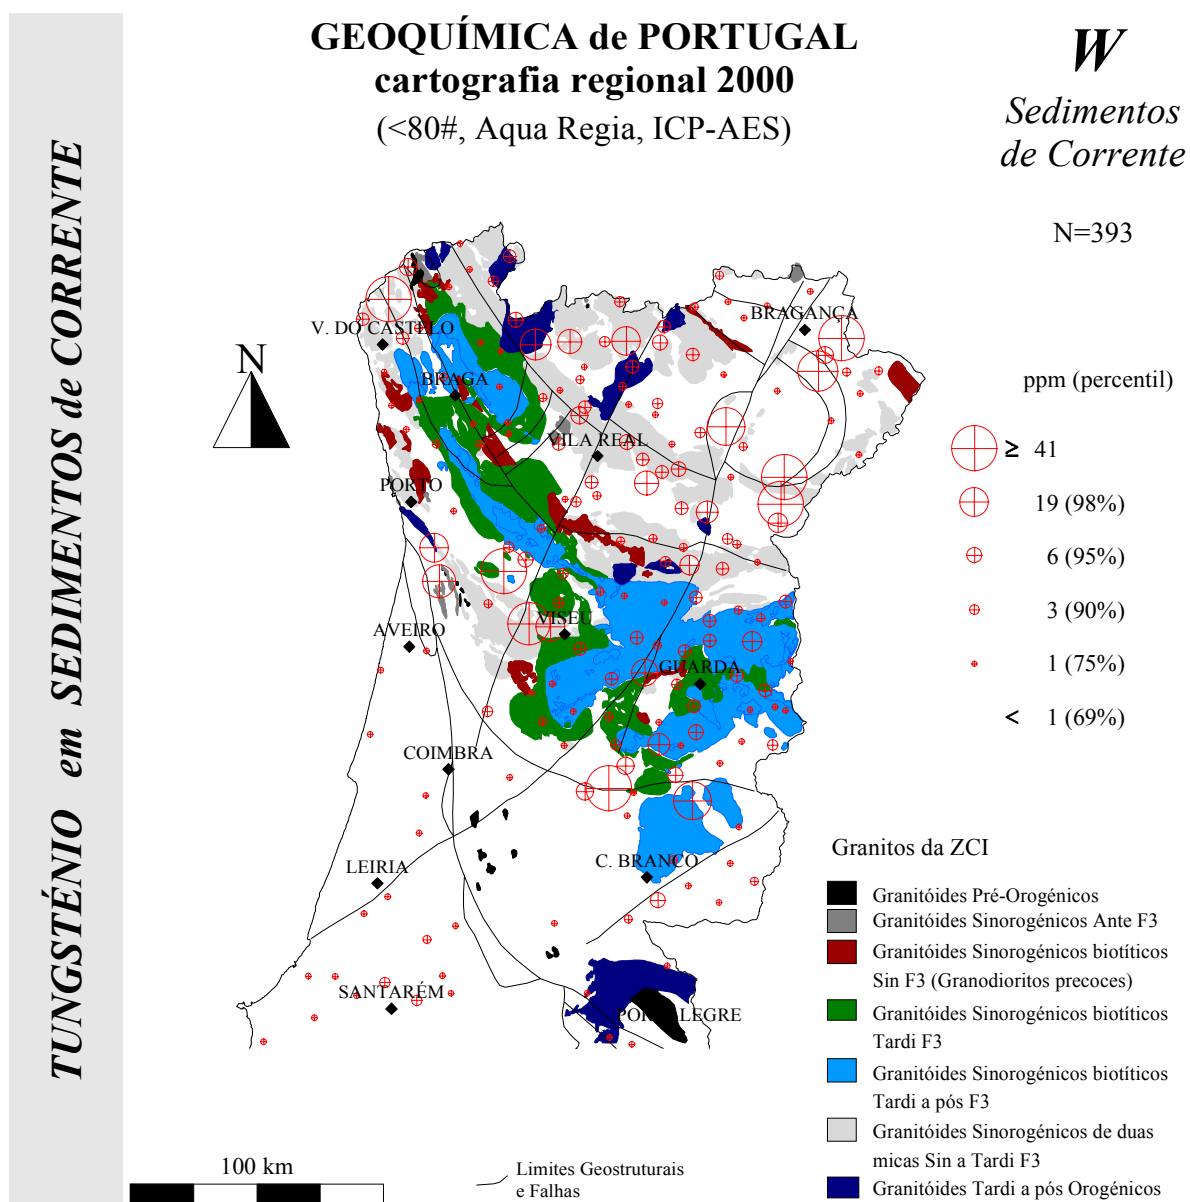 TUNGSTÉNIO em SEDIMENTOS de CORRENTE
GEOQUÍMICA de PORTUGAL
cartografia regional 2000
(<80#, Aqua Regia, ICP-AES)
W
Sedimentos
de Corrente
N=393
N
BRAGANÇA
V. DO CASTELO
BRAGA
VILA REAL
PORTO
AVEIRO
VISEU
GUARDA
COIMBRA
LEIRIA
C. BRANCO
SANTARÉM
PORTALEGRE
ppm (percentil)
≥ 41
19 (98%)
6 (95%)
3 (90%)
1 (75%)
< 1 (69%)
Granitos da ZCI
Granitóides Pré-Orogénicos
Granitóides Sinorogénicos Ante F3
Granitóides Sinorogénicos biotíticos
Sin F3 (Granodioritos precoces)
Granitóides Sinorogénicos biotíticos
Tardi F3
Granitóides Sinorogénicos biotíticos
Tardi a pós F3
Granitóides Sinorogénicos de duas
micas Sin a Tardi F3
Granitóides Tardi a pós Orogénicos
100 km
Limites Geostruturais
e Falhas